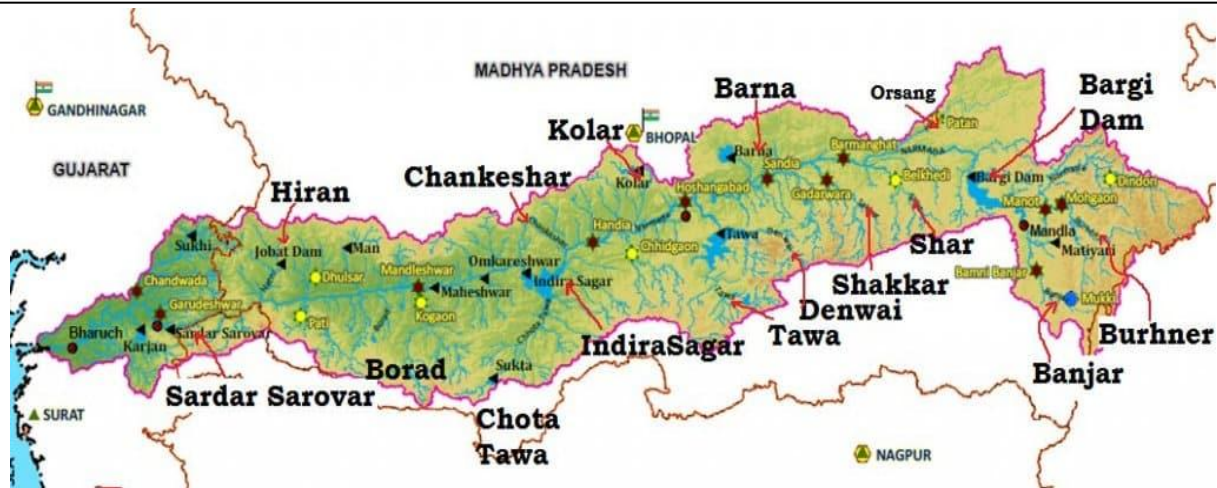 MADHYA PRADESH
GANDHINAGAR
GUJARAT
BHOPAL
Barna
Orsang
Bargi
Dam
Kolar
Chankeshar
Hiran
Patan
Barmanghat
NARMADA
Barna
Sandia
Gadarwara
Belkhedi
Bargi Dam
Dindori
Kolar
Hoshangabad
Manot
Mohgaon
Mandla
Matiyari
Bamni Banjar
Mukki
Sukhi
Jobat Dam
Man
Handia
Chhidgaon
Tawa
Shar
Shakkar
Denwai
Tawa
Chandwada
Dhulsar
Mandleshwar
Omkareshwar
Indira Sagar
Maheshwar
Garudeshwar
Kogaon
Pati
Bharuch
Karjan
Sardar Sarovar
Burhner
Banjar
IndiraSagar
Borad
Sukta
Sardar Sarovar
Chota
Tawa
SURAT
NAGPUR